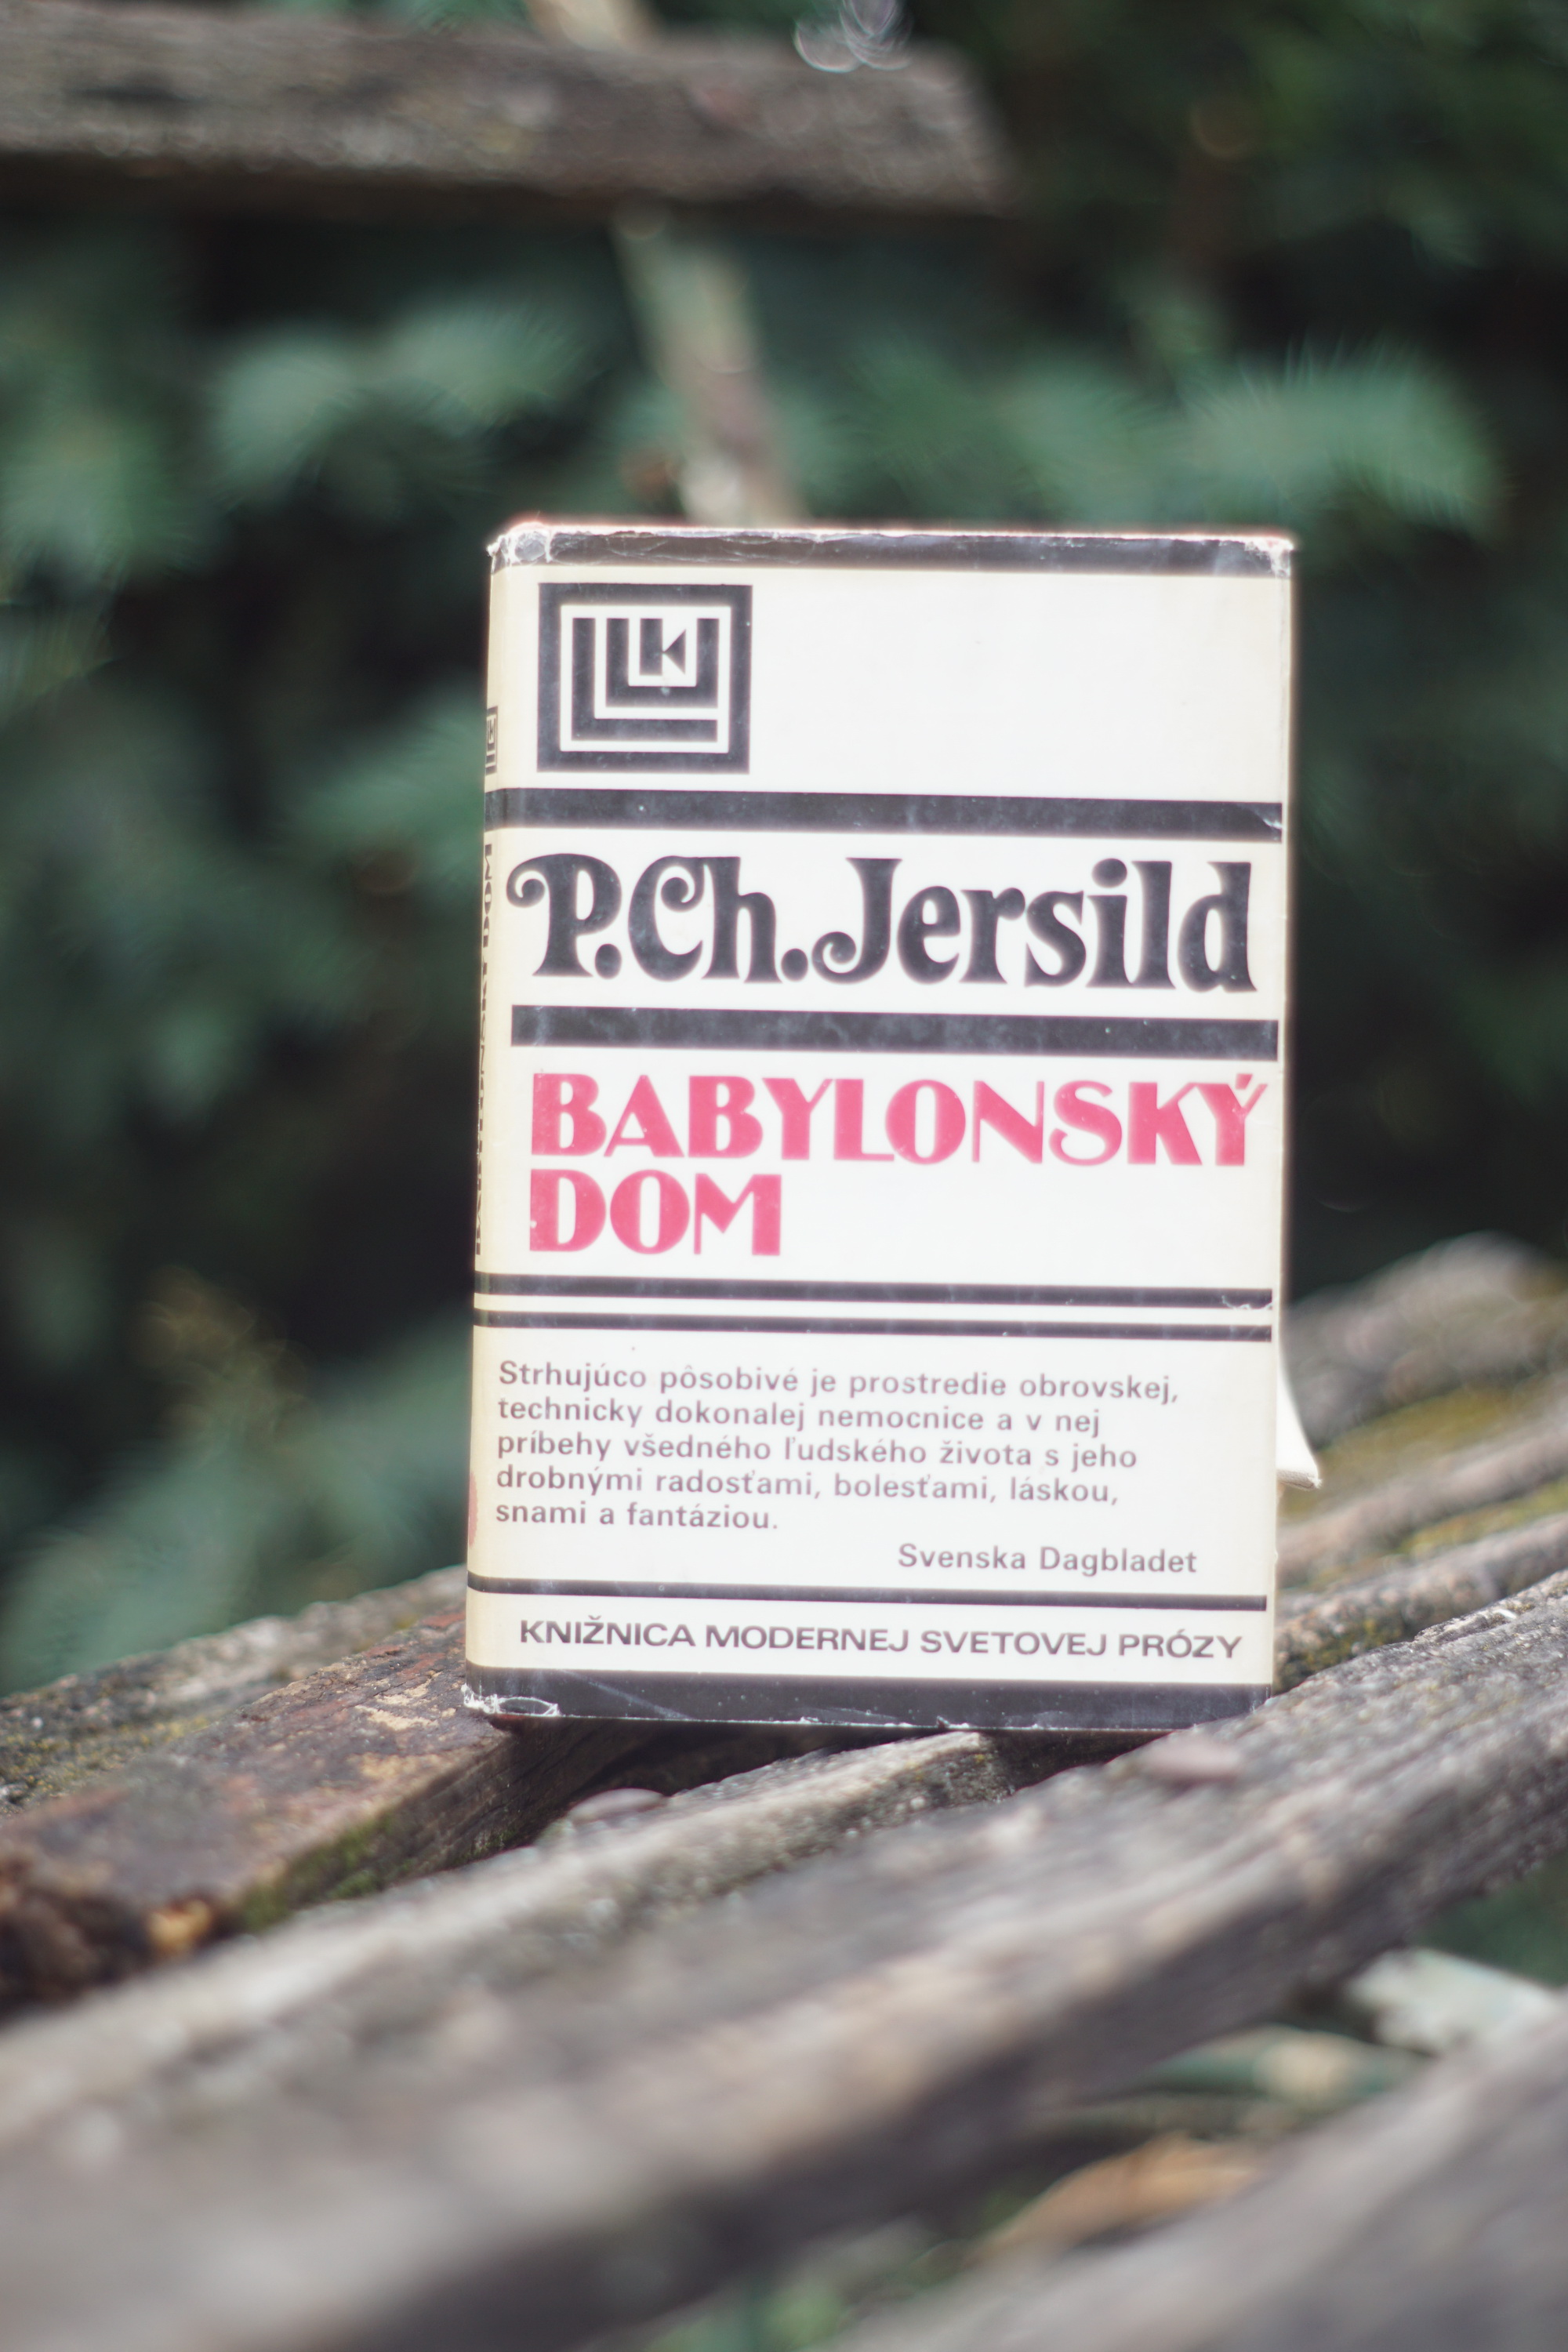 P.Ch.Jersild
BABYLONSKÝ
DOM
Strhujúco pôsobivé je prostredie obrovskej,
technicky dokonalej nemocnice a v nej
príbehy všedného ľudského života s jeho
drobnými radosťami, bolesťami, láskou,
snami a fantáziou.
Svenska Dagbladet
KNIŽNICA MODERNEJ SVETOVEJ PRÓZY